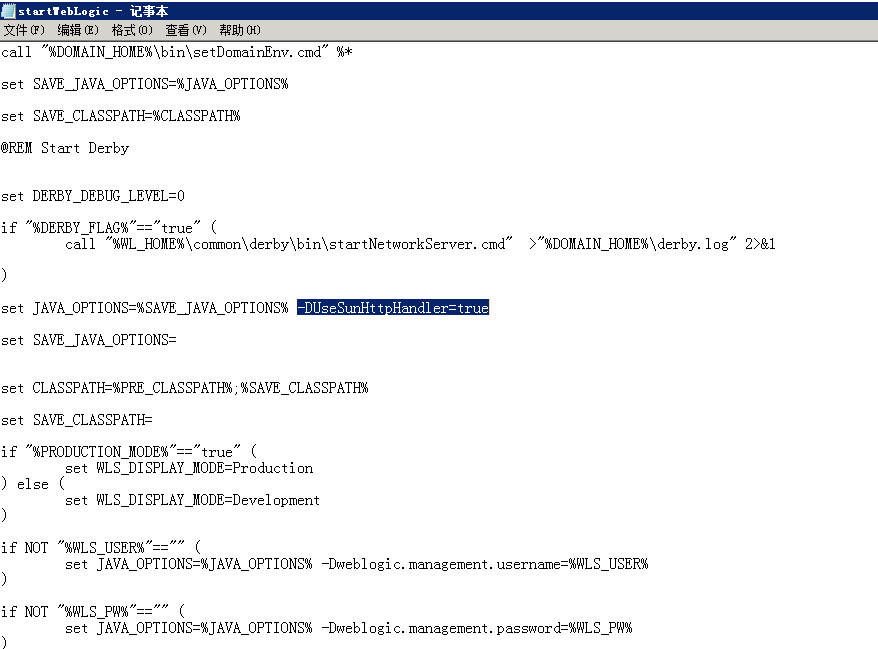 startWebLogic - 记事本
文件(F) 编辑(E) 格式(O) 查看(V) 帮助(H)
call "%DOMAIN_HOME%\bin\setDomainEnv.cmd" %*
set SAVE_JAVA_OPTIONS=%JAVA_OPTIONS%
set SAVE_CLASSPATH=%CLASSPATH%
@REM Start Derby
set DERBY_DEBUG_LEVEL=0
if "%DERBY_FLAG%"=="true" (
call "%WL_HOME%\common\derby\bin\startNetworkServer.cmd"  >"%DOMAIN_HOME%\derby.log" 2>&1
)
set JAVA_OPTIONS=%SAVE_JAVA_OPTIONS% -DUseSunHttpHandler=true
set SAVE_JAVA_OPTIONS=
set CLASSPATH=%PRE_CLASSPATH%;%SAVE_CLASSPATH%
set SAVE_CLASSPATH=
if "%PRODUCTION_MODE%"=="true" (
set WLS_DISPLAY_MODE=Production
) else (
set WLS_DISPLAY_MODE=Development
)
if NOT "%WLS_USER%"=="" (
set JAVA_OPTIONS=%JAVA_OPTIONS% -Dweblogic.management.username=%WLS_USER%
)
if NOT "%WLS_PW%"=="" (
set JAVA_OPTIONS=%JAVA_OPTIONS% -Dweblogic.management.password=%WLS_PW%
)